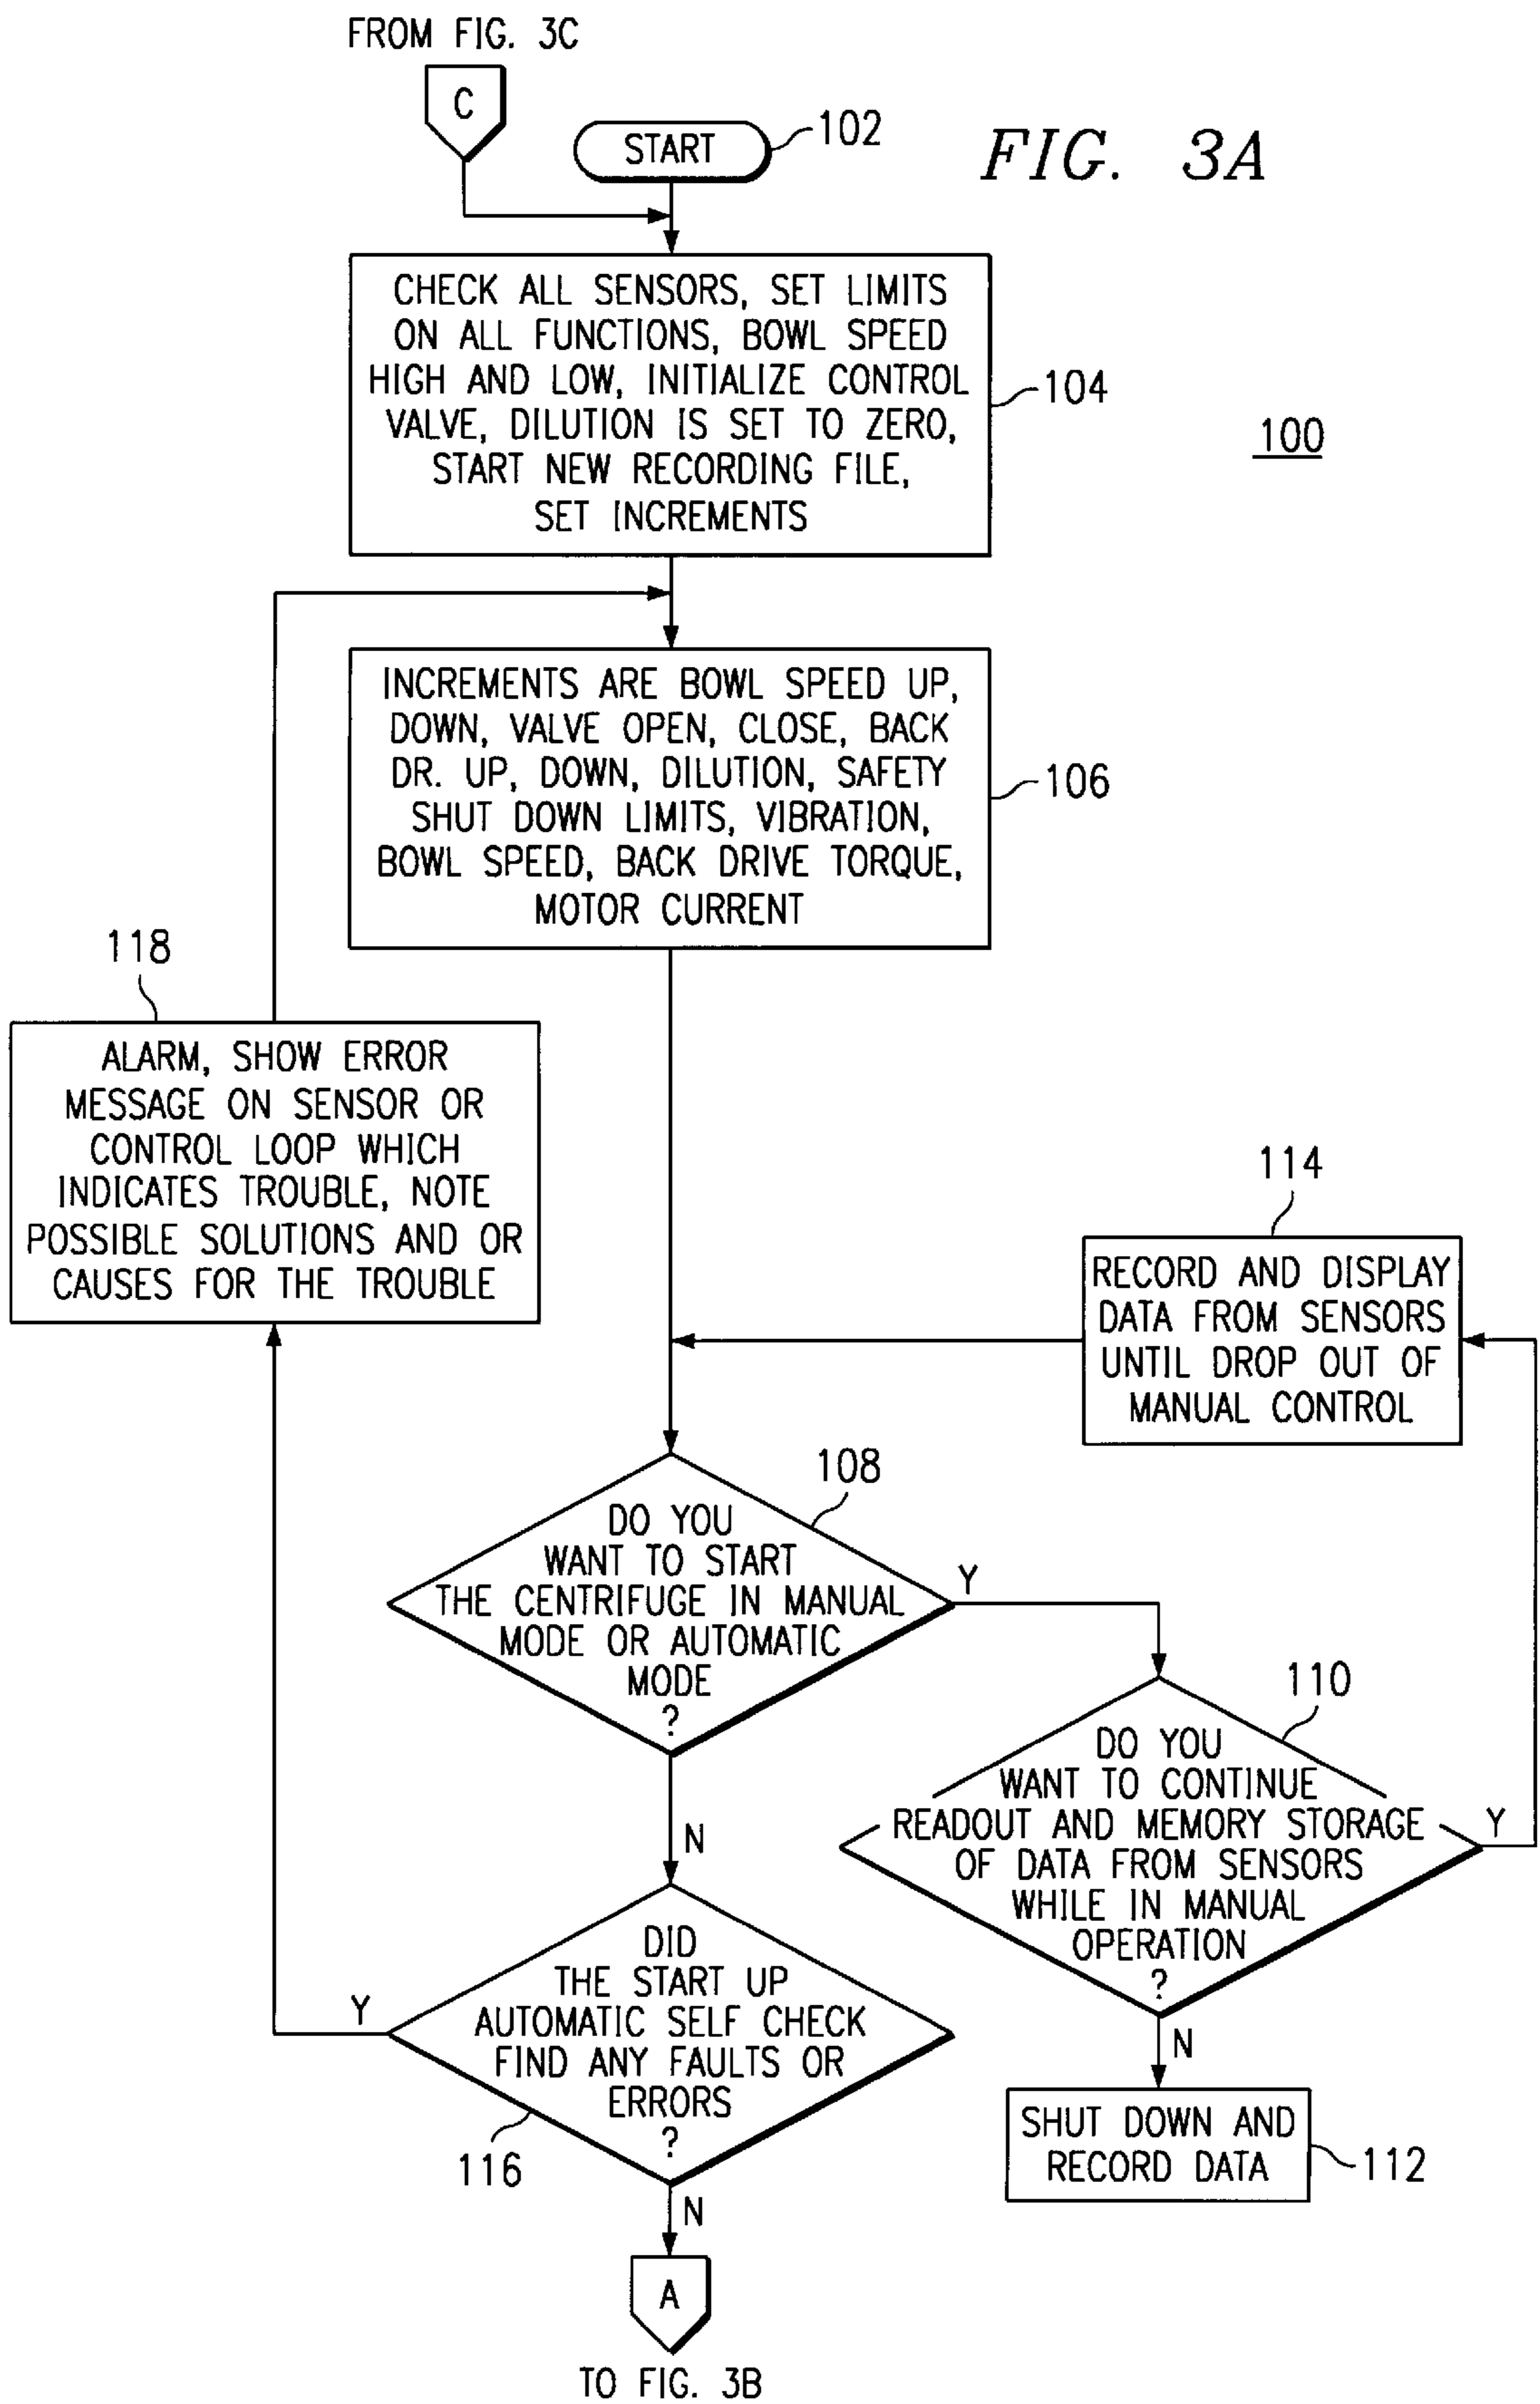 FROM FIG. 3C
C
START
102
FIG. 3A
CHECK ALL SENSORS, SET LIMITS
ON ALL FUNCTIONS, BOWL SPEED
HIGH AND LOW, INITIALIZE CONTROL
VALVE, DILUTION IS SET TO ZERO,
START NEW RECORDING FILE,
SET INCREMENTS
104
100
INCREMENTS ARE BOWL SPEED UP,
DOWN, VALVE OPEN, CLOSE, BACK
DR. UP, DOWN, DILUTION, SAFETY
SHUT DOWN LIMITS, VIBRATION,
BOWL SPEED, BACK DRIVE TORQUE,
MOTOR CURRENT
106
118
ALARM, SHOW ERROR
MESSAGE ON SENSOR OR
CONTROL LOOP WHICH
INDICATES TROUBLE, NOTE
POSSIBLE SOLUTIONS AND OR
CAUSES FOR THE TROUBLE
114
RECORD AND DISPLAY
DATA FROM SENSORS
UNTIL DROP OUT OF
MANUAL CONTROL
108
DO YOU
WANT TO START
THE CENTRIFUGE IN MANUAL
MODE OR AUTOMATIC
MODE
?
Y
N
110
DO YOU
WANT TO CONTINUE
READOUT AND MEMORY STORAGE
OF DATA FROM SENSORS
WHILE IN MANUAL
OPERATION
?
Y
N
DID
THE START UP
AUTOMATIC SELF CHECK
FIND ANY FAULTS OR
ERRORS
?
Y
116
N
SHUT DOWN AND
RECORD DATA
112
A
TO FIG. 3B